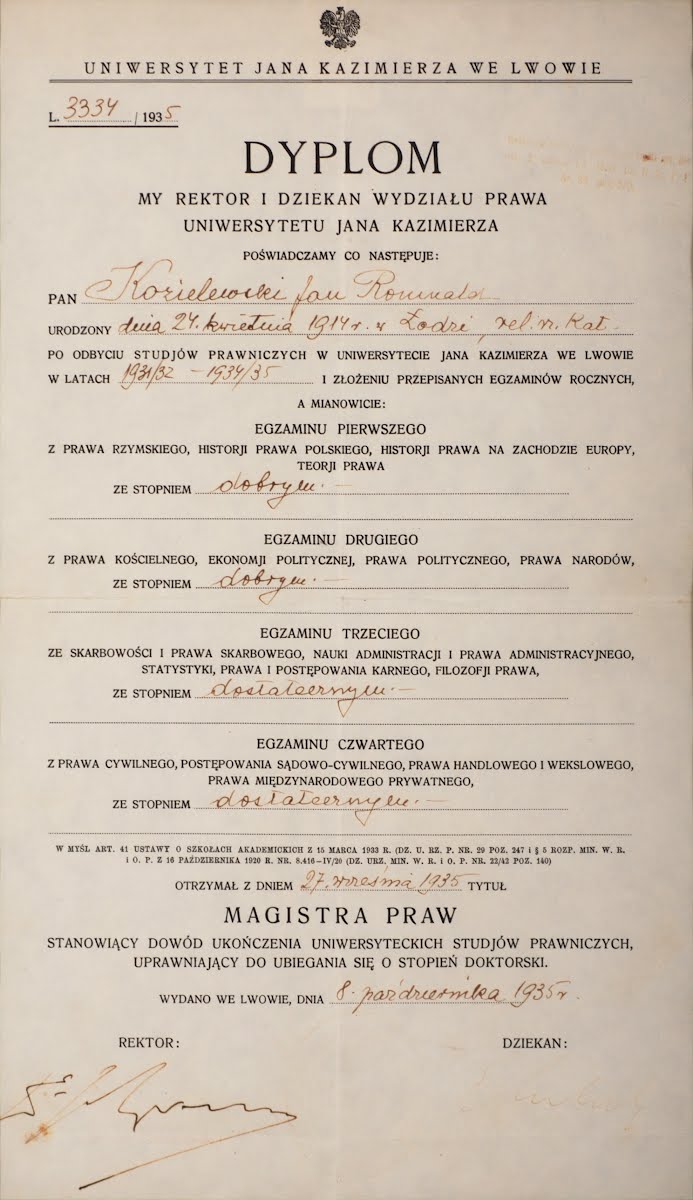 UNIWERSYTET JANA KAZIMIERZA WE LWOWIE
L. 3334 / 1935
DYPLOM
MY REKTOR I DZIEKAN WYDZIAŁU PRAWA
UNIWERSYTETU JANA KAZIMIERZA
POŚWIADCZAMY CO NASTĘPUJE:
PAN Kozielewski Jan Romuald
URODZONY dnia 24. kwietnia 1914 r. w Łodzi, rel. rz. Kat.
PO ODBYCIU STUDJÓW PRAWNICZYCH W UNIWERSYTECIE JANA KAZIMIERZA WE LWOWIE
W LATACH 1931/32 – 1934/35 I ZŁOŻENIU PRZEPISANYCH EGZAMINÓW ROCZNYCH,
A MIANOWICIE:
EGZAMINU PIERWSZEGO
Z PRAWA RZYMSKIEGO, HISTORJI PRAWA POLSKIEGO, HISTORJI PRAWA NA ZACHODZIE EUROPY,
TEORJI PRAWA
ZE STOPNIEM dobrym. —
EGZAMINU DRUGIEGO
Z PRAWA KOŚCIELNEGO, EKONOMJI POLITYCZNEJ, PRAWA POLITYCZNEGO, PRAWA NARODÓW,
ZE STOPNIEM dobrym. —
EGZAMINU TRZECIEGO
ZE SKARBOWOŚCI I PRAWA SKARBOWEGO, NAUKI ADMINISTRACJI I PRAWA ADMINISTRACYJNEGO,
STATYSTYKI, PRAWA I POSTĘPOWANIA KARNEGO, FILOZOFJI PRAWA,
ZE STOPNIEM dostatecznym. —
EGZAMINU CZWARTEGO
Z PRAWA CYWILNEGO, POSTĘPOWANIA SĄDOWO-CYWILNEGO, PRAWA HANDLOWEGO I WEKSLOWEGO,
PRAWA MIĘDZYNARODOWEGO PRYWATNEGO,
ZE STOPNIEM dostatecznym. —
W MYŚL ART. 41 USTAWY O SZKOŁACH AKADEMICKICH Z 15 MARCA 1933 R. (DZ. U. RZ. P. NR. 29 POZ. 247 I § 5 ROZP. MIN. W. R.
I O. P. Z 16 PAŹDZIERNIKA 1920 R. NR. 8.416–IV/20 (DZ. URZ. MIN. W. R. I O. P. NR. 22/42 POZ. 140)
OTRZYMAŁ Z DNIEM 27. września 1935 TYTUŁ
MAGISTRA PRAW
STANOWIĄCY DOWÓD UKOŃCZENIA UNIWERSYTECKICH STUDJÓW PRAWNICZYCH,
UPRAWNIAJĄCY DO UBIEGANIA SIĘ O STOPIEŃ DOKTORSKI.
WYDANO WE LWOWIE, DNIA 8. października 1935 r.
REKTOR: DZIEKAN: